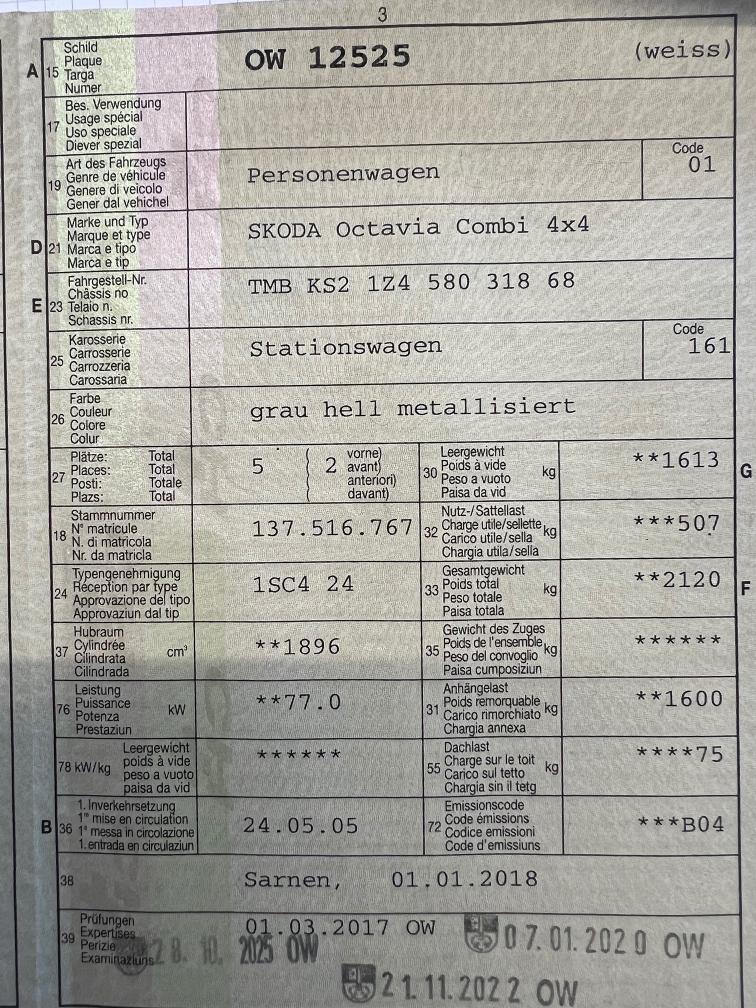 3
A 15 Schild
Plaque
Targa
Numer
OW 12525 (weiss)
17 Bes. Verwendung
Usage spécial
Uso speciale
Diever spezial
19 Art des Fahrzeugs
Genre de véhicule
Genere di veicolo
Gener dal vehichel
Personenwagen
Code
01
D 21 Marke und Typ
Marque et type
Marca e tipo
Marca e tip
SKODA Octavia Combi 4x4
E 23 Fahrgestell-Nr.
Châssis no
Telaio n.
Schassis nr.
TMB KS2 1Z4 580 318 68
25 Karosserie
Carrosserie
Carrozzeria
Carossaria
Stationswagen
Code
161
26 Farbe
Couleur
Colore
Colur
grau hell metallisiert
27 Plätze: Total
Places: Total
Posti: Totale
Plazs: Total
5 ( 2 vorne)
avant)
anteriori)
davant)
30 Leergewicht
Poids à vide
Peso a vuoto
Paisa da vid
kg
**1613
G
18 Stammnummer
N° matricule
N. di matricola
Nr. da matricla
137.516.767
32 Nutz-/Sattellast
Charge utile/sellette
Carico utile/sella
Chargia utila/sella
kg
***507
24 Typengenehmigung
Réception par type
Approvazione del tipo
Approvaziun dal tip
1SC4 24
33 Gesamtgewicht
Poids total
Peso totale
Paisa totala
kg
**2120
F
37 Hubraum
Cylindrée
Cilindrata
Cilindrada
cm³
**1896
35 Gewicht des Zuges
Poids de l'ensemble
Peso del convoglio
Paisa cumposiziun
kg
******
76 Leistung
Puissance
Potenza
Prestaziun
kW
**77.0
31 Anhängelast
Poids remorquable
Carico rimorchiato
Chargia annexa
kg
**1600
78 kW/kg Leergewicht
poids à vide
peso a vuoto
paisa da vid
******
55 Dachlast
Charge sur le toit
Carico sul tetto
Chargia sin il tetg
kg
****75
B 36 1. Inverkehrsetzung
1re mise en circulation
1a messa in circolazione
1. entrada en circulaziun
24.05.05
72 Emissionscode
Code émissions
Codice emissioni
Code d'emissiuns
***B04
38 Sarnen, 01.01.2018
39 Prüfungen
Expertises
Perizie
Examinaziuns
01.03.2017 OW
07.01.2020 OW
28.10.2025 OW
21.11.2022 OW